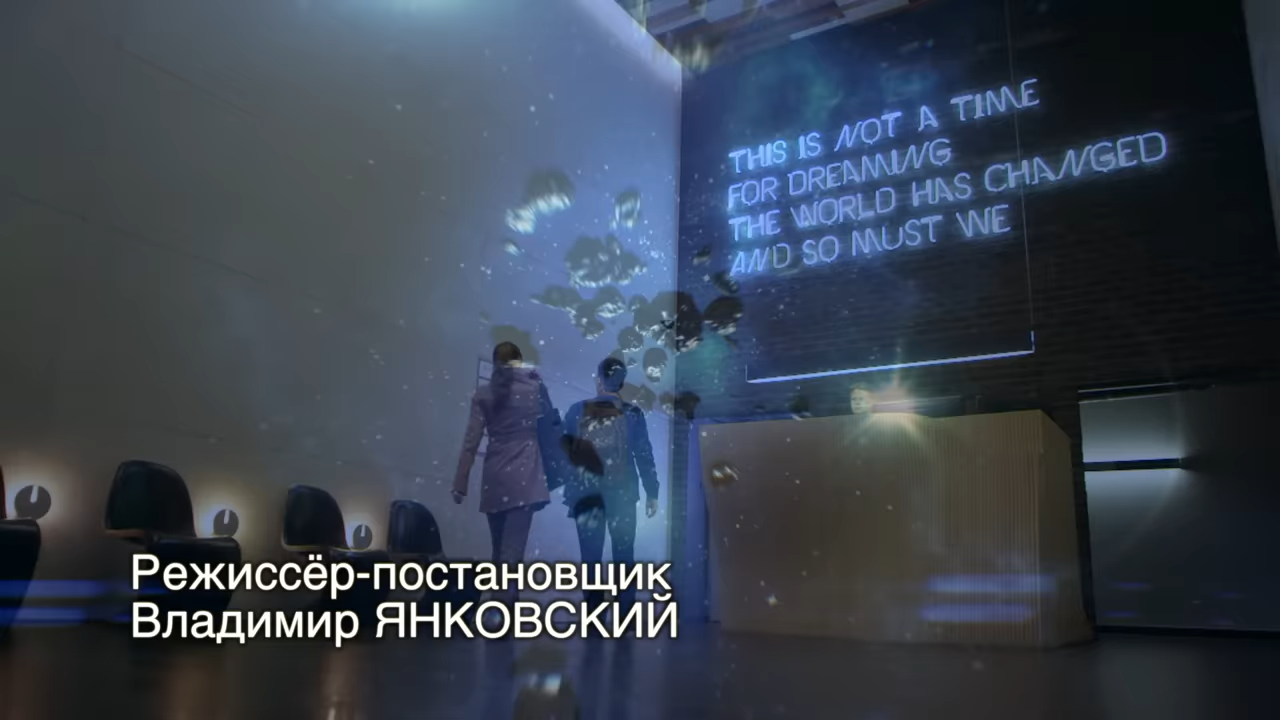 THIS IS NOT A TIME
FOR DREAMING
THE WORLD HAS CHANGED
AND SO MUST WE
Режиссёр-постановщик
Владимир ЯНКОВСКИЙ